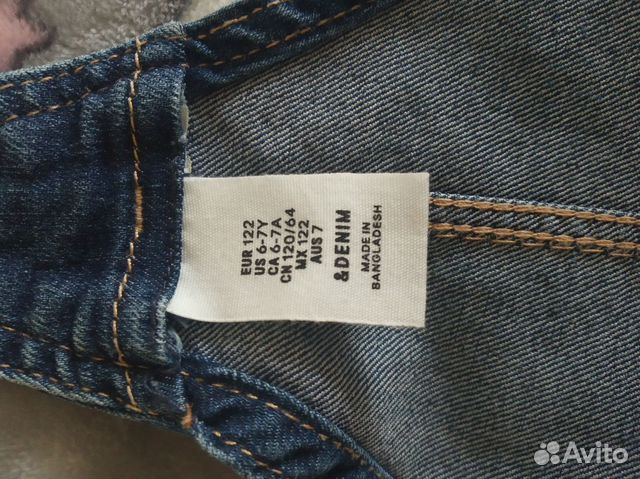 EUR 122
US 6-7Y
CA 6-7A
CN 120/64
MX 122
AUS 7
&DENIM
MADE IN
BANGLADESH
Avito